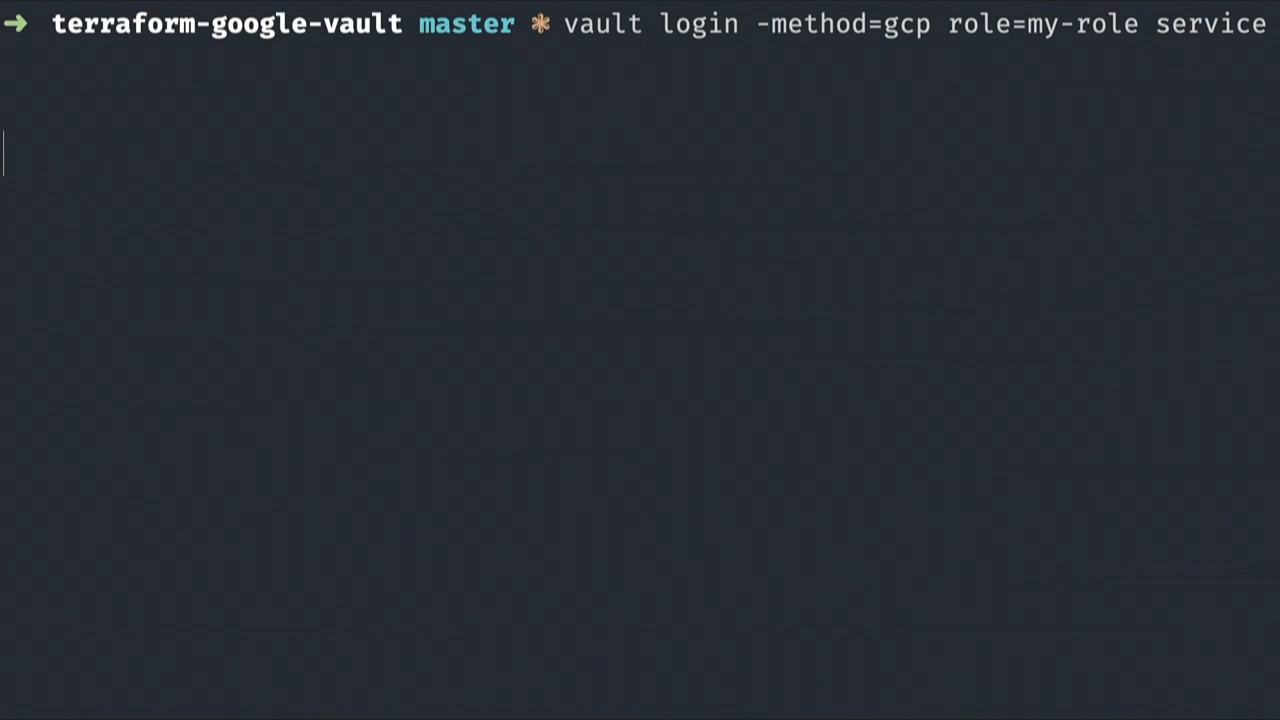 ➜ terraform-google-vault master ✽ vault login -method=gcp role=my-role service